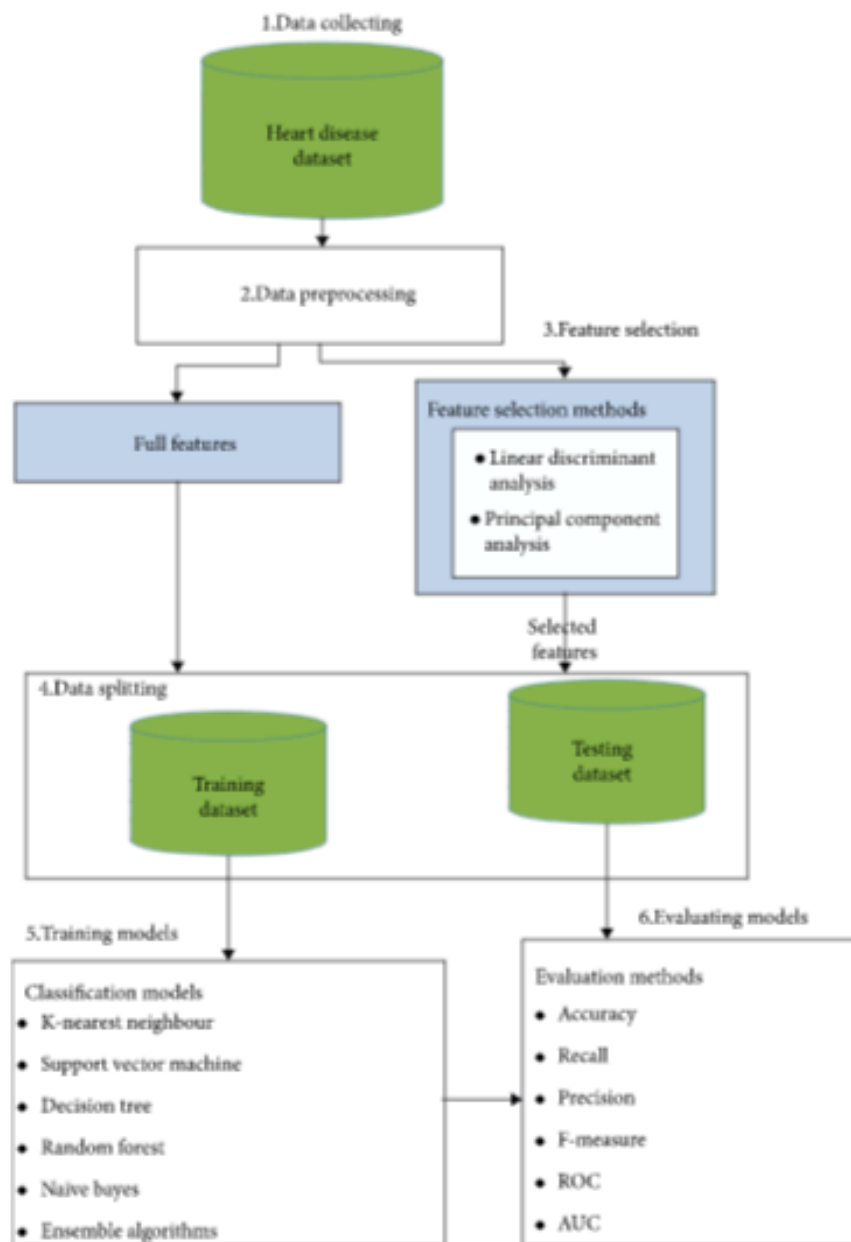 1.Data collecting
Heart disease
dataset
2.Data preprocessing
3.Feature selection
Full features
Feature selection methods
● Linear discriminant
analysis
● Principal component
analysis
Selected
features
4.Data splitting
Training
dataset
Testing
dataset
5.Training models
Classification models
◆ K-nearest neighbour
◆ Support vector machine
◆ Decision tree
◆ Random forest
◆ Naive bayes
◆ Ensemble algorithms
6.Evaluating models
Evaluation methods
◆ Accuracy
◆ Recall
◆ Precision
◆ F-measure
◆ ROC
◆ AUC